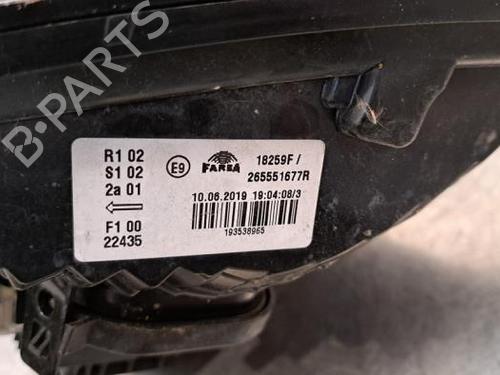 B-PARTS
R1 02
S1 02
2a 01
F1 00
22435
E9
FARBA
18259F /
265551677R
10.06.2019 19:04:08/3
193538965